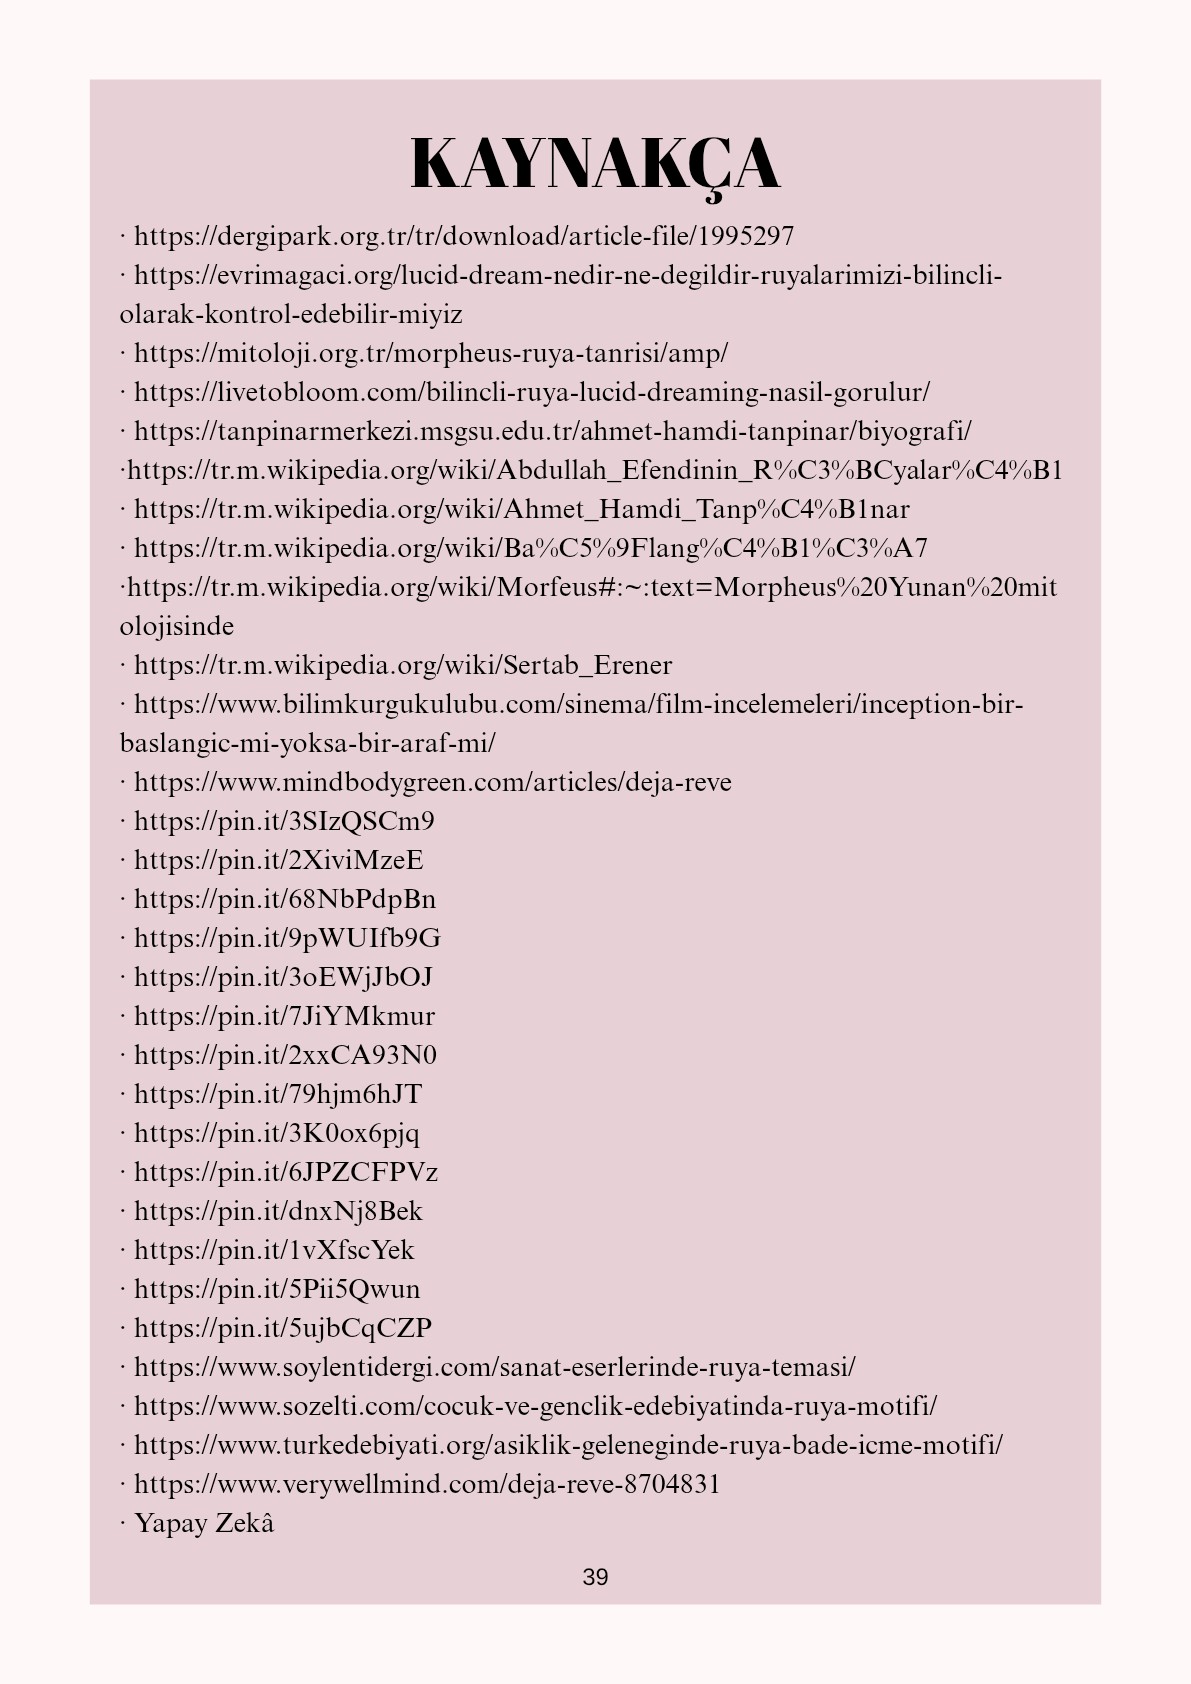 KAYNAKÇA
· https://dergipark.org.tr/tr/download/article-file/1995297
· https://evrimagaci.org/lucid-dream-nedir-ne-degildir-ruyalarimizi-bilincli-
olarak-kontrol-edebilir-miyiz
· https://mitoloji.org.tr/morpheus-ruya-tanrisi/amp/
· https://livetobloom.com/bilincli-ruya-lucid-dreaming-nasil-gorulur/
· https://tanpinarmerkezi.msgsu.edu.tr/ahmet-hamdi-tanpinar/biyografi/
·https://tr.m.wikipedia.org/wiki/Abdullah_Efendinin_R%C3%BCyalar%C4%B1
· https://tr.m.wikipedia.org/wiki/Ahmet_Hamdi_Tanp%C4%B1nar
· https://tr.m.wikipedia.org/wiki/Ba%C5%9Flang%C4%B1%C3%A7
·https://tr.m.wikipedia.org/wiki/Morfeus#:~:text=Morpheus%20Yunan%20mit
olojisinde
· https://tr.m.wikipedia.org/wiki/Sertab_Erener
· https://www.bilimkurgukulubu.com/sinema/film-incelemeleri/inception-bir-
baslangic-mi-yoksa-bir-araf-mi/
· https://www.mindbodygreen.com/articles/deja-reve
· https://pin.it/3SIzQSCm9
· https://pin.it/2XiviMzeE
· https://pin.it/68NbPdpBn
· https://pin.it/9pWUIfb9G
· https://pin.it/3oEWjJbOJ
· https://pin.it/7JiYMkmur
· https://pin.it/2xxCA93N0
· https://pin.it/79hjm6hJT
· https://pin.it/3K0ox6pjq
· https://pin.it/6JPZCFPVz
· https://pin.it/dnxNj8Bek
· https://pin.it/1vXfscYek
· https://pin.it/5Pii5Qwun
· https://pin.it/5ujbCqCZP
· https://www.soylentidergi.com/sanat-eserlerinde-ruya-temasi/
· https://www.sozelti.com/cocuk-ve-genclik-edebiyatinda-ruya-motifi/
· https://www.turkedebiyati.org/asiklik-geleneginde-ruya-bade-icme-motifi/
· https://www.verywellmind.com/deja-reve-8704831
· Yapay Zekâ
39